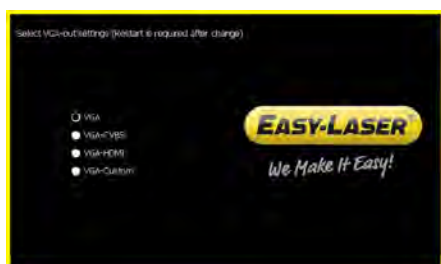 Select VGA-out settings (Restart is required after change)
VGA
VGA-CVBS
VGA-HDMI
VGA-Custom
EASY-LASER®
We Make It Easy!